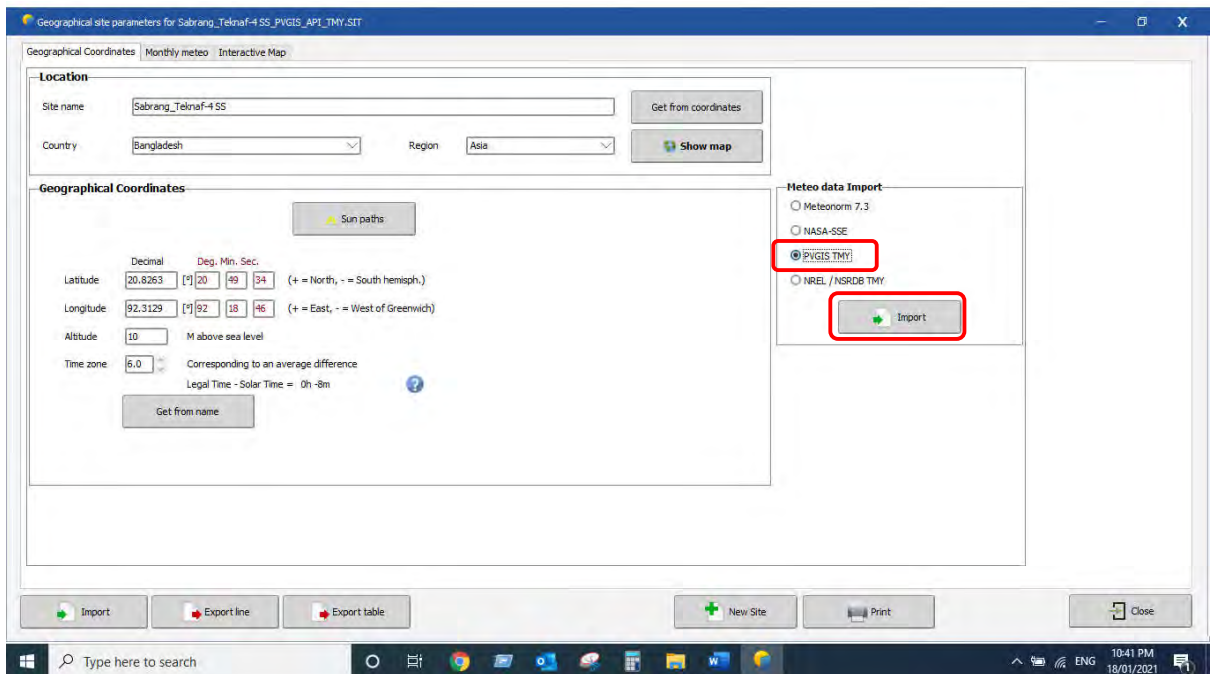 Geographical site parameters for Sabrang_Teknaf-4 SS_PVGIS_API_TMY.SIT
Geographical Coordinates Monthly meteo Interactive Map
Location
Site name Sabrang_Teknaf-4 SS Get from coordinates
Country Bangladesh Region Asia Show map
Geographical Coordinates
Sun paths
Decimal Deg. Min. Sec.
Latitude 20.8263 [°] 20 49 34 (+ = North, - = South hemisph.)
Longitude 92.3129 [°] 92 18 46 (+ = East, - = West of Greenwich)
Altitude 10 M above sea level
Time zone 6.0 Corresponding to an average difference
Legal Time - Solar Time = 0h -8m
Get from name
Meteo data Import
Meteonorm 7.3
NASA-SSE
PVGIS TMY
NREL / NSRDB TMY
Import
Import Export line Export table New Site Print Close
Type here to search ENG 10:41 PM
18/01/2021